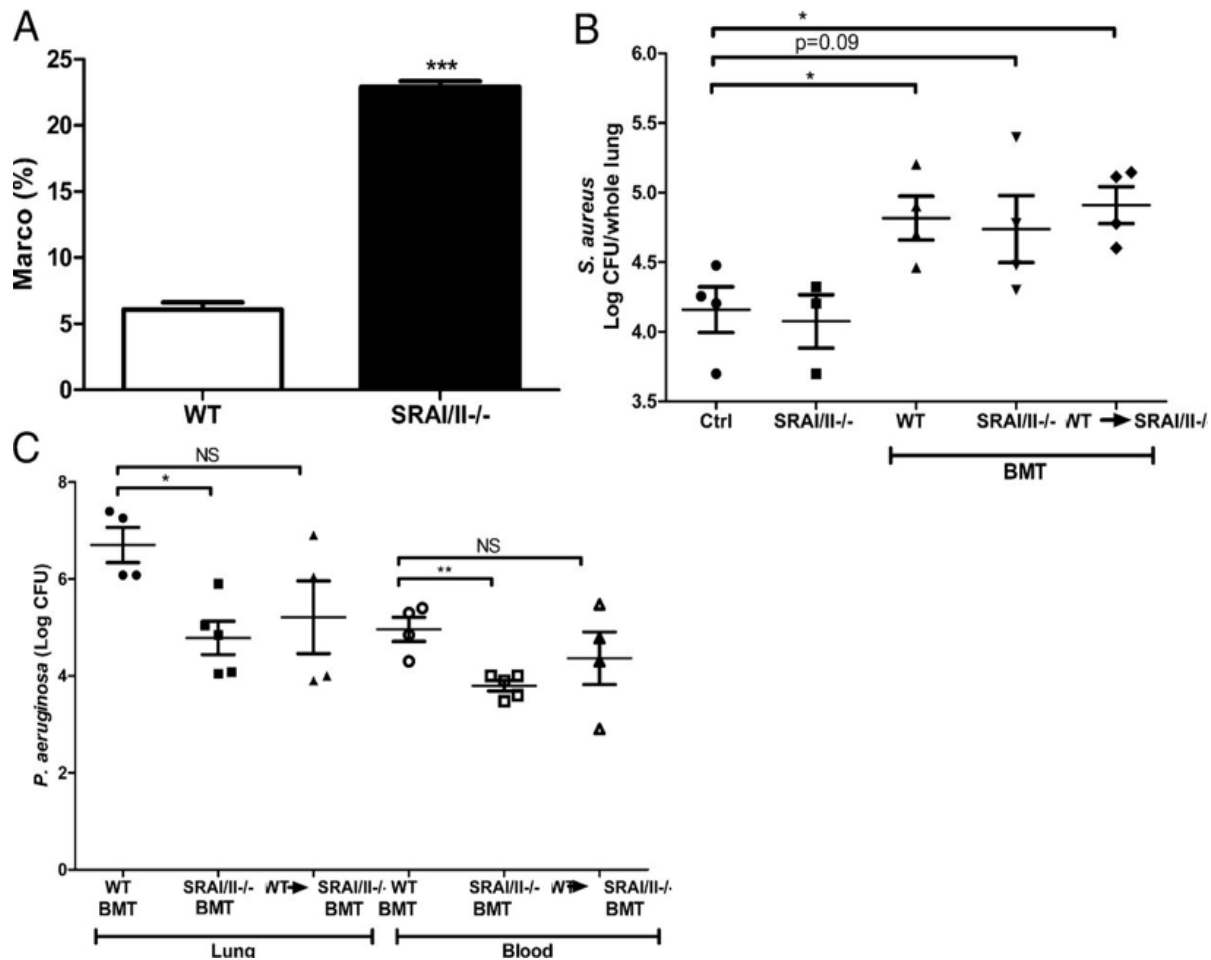 A
Marco (%)
25
20
15
10
5
0
***
WT
SRAI/II-/-
B
S. aureus
Log CFU/whole lung
6.0
5.5
5.0
4.5
4.0
3.5
*
p=0.09
*
Ctrl SRAI/II-/- WT SRAI/II-/- WT → SRAI/II-/-
BMT
C
P. aeruginosa (Log CFU)
8
6
4
2
0
NS
*
NS
**
WT SRAI/II-/- WT → SRAI/II-/- WT SRAI/II-/- WT → SRAI/II-/-
BMT BMT BMT BMT BMT BMT
Lung Blood